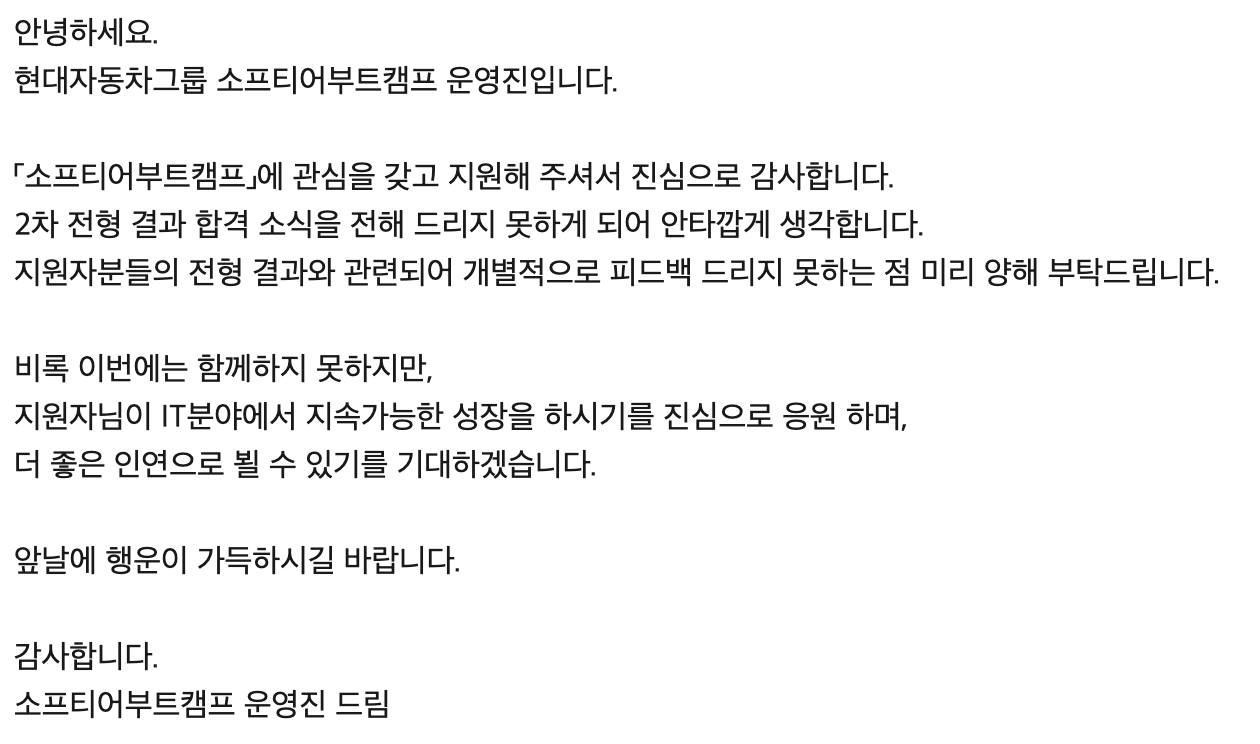 안녕하세요.
현대자동차그룹 소프티어부트캠프 운영진입니다.
「소프티어부트캠프」에 관심을 갖고 지원해 주셔서 진심으로 감사합니다.
2차 전형 결과 합격 소식을 전해 드리지 못하게 되어 안타깝게 생각합니다.
지원자분들의 전형 결과와 관련되어 개별적으로 피드백 드리지 못하는 점 미리 양해 부탁드립니다.
비록 이번에는 함께하지 못하지만,
지원자님이 IT분야에서 지속가능한 성장을 하시기를 진심으로 응원 하며,
더 좋은 인연으로 뵐 수 있기를 기대하겠습니다.
앞날에 행운이 가득하시길 바랍니다.
감사합니다.
소프티어부트캠프 운영진 드림